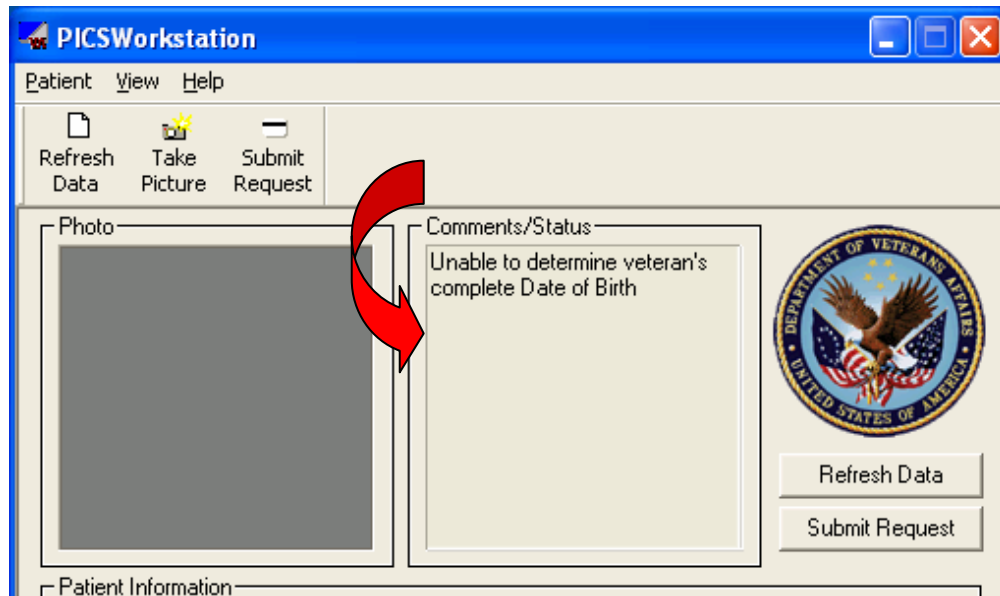 PICSWorkstation
Patient View Help
Refresh Data
Take Picture
Submit Request
Photo
Comments/Status
Unable to determine veteran's
complete Date of Birth
DEPARTMENT OF VETERANS AFFAIRS
UNITED STATES OF AMERICA
Refresh Data
Submit Request
Patient Information